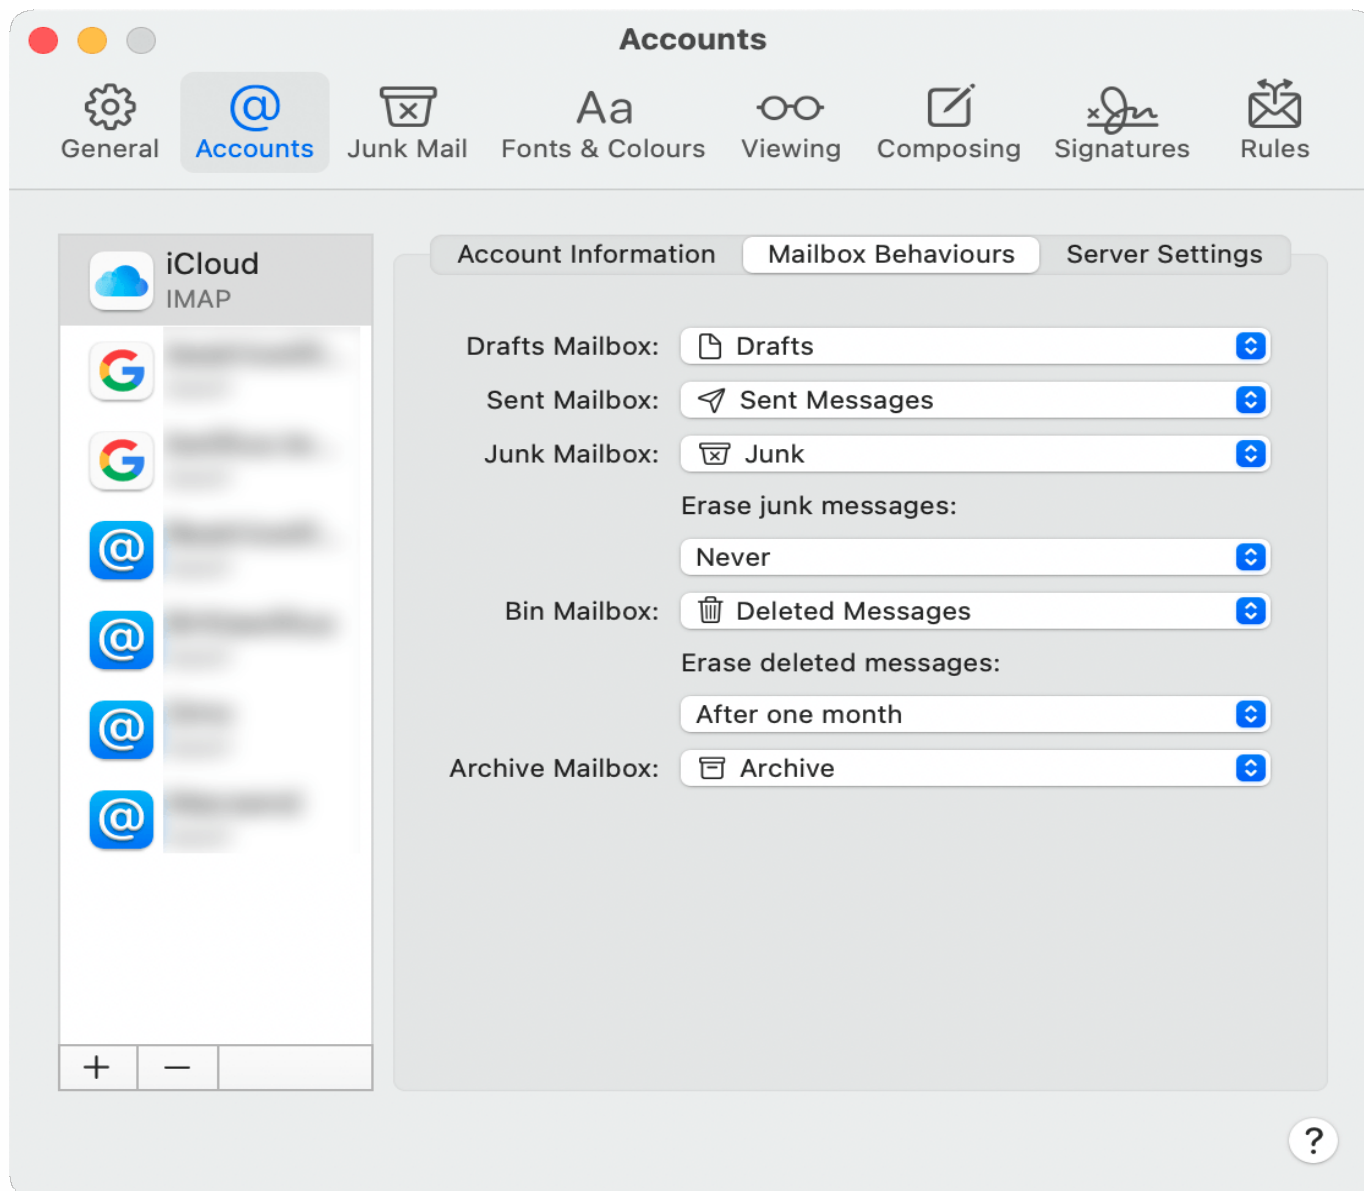 Accounts
General Accounts Junk Mail Fonts & Colours Viewing Composing Signatures Rules
iCloud
IMAP
Account Information Mailbox Behaviours Server Settings
Drafts Mailbox: Drafts
Sent Mailbox: Sent Messages
Junk Mailbox: Junk
Erase junk messages:
Never
Bin Mailbox: Deleted Messages
Erase deleted messages:
After one month
Archive Mailbox: Archive
?